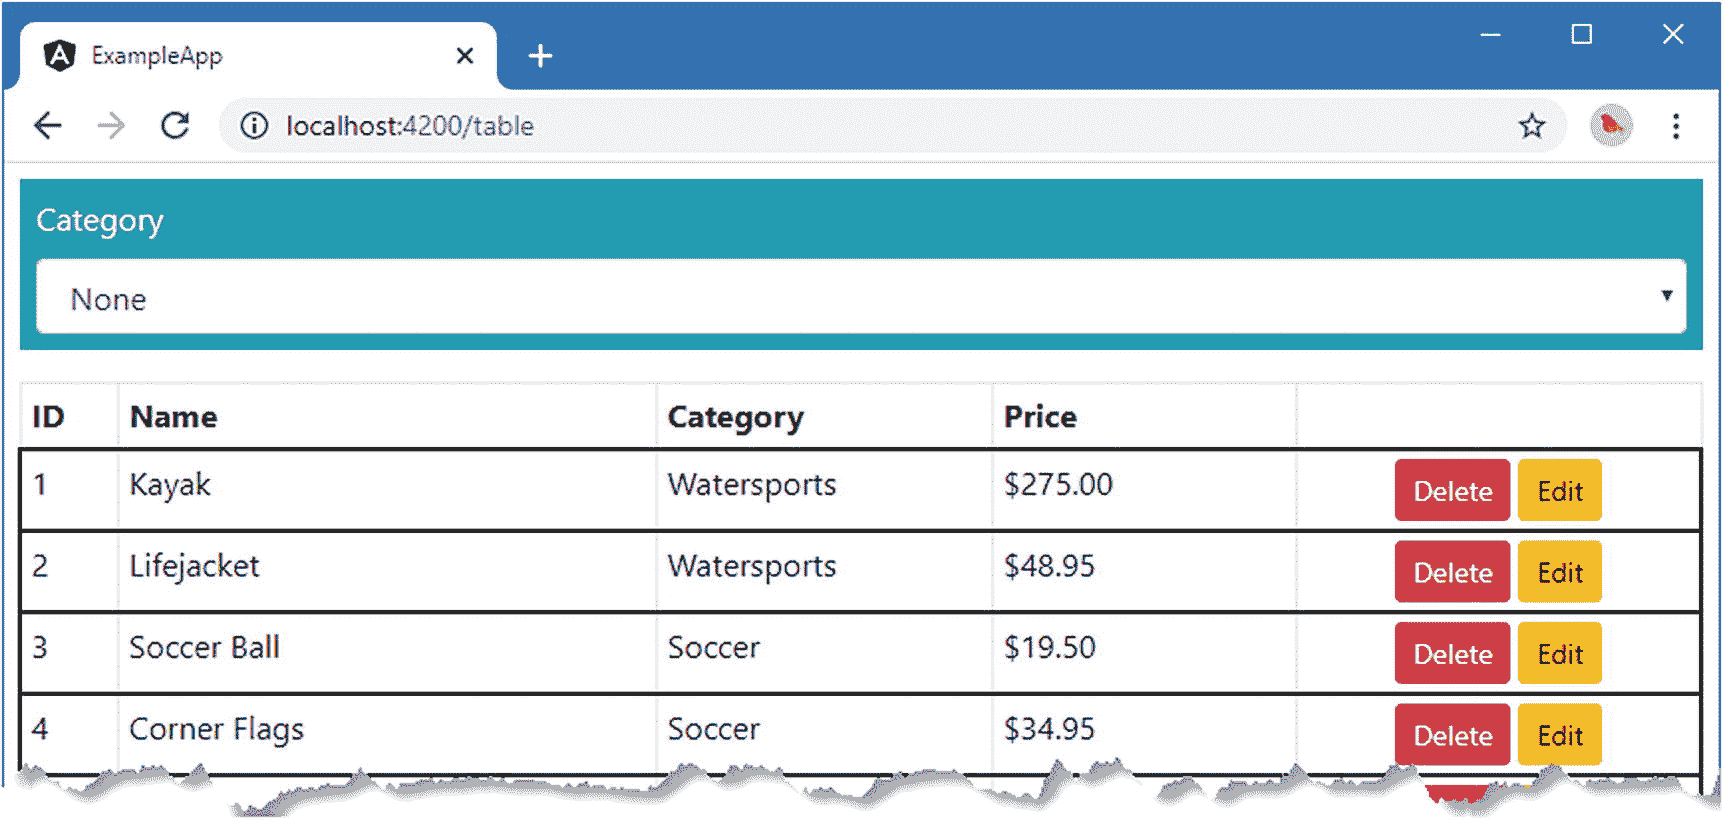 ExampleApp
localhost:4200/table
Category
None
ID Name Category Price
1 Kayak Watersports $275.00 Delete Edit
2 Lifejacket Watersports $48.95 Delete Edit
3 Soccer Ball Soccer $19.50 Delete Edit
4 Corner Flags Soccer $34.95 Delete Edit